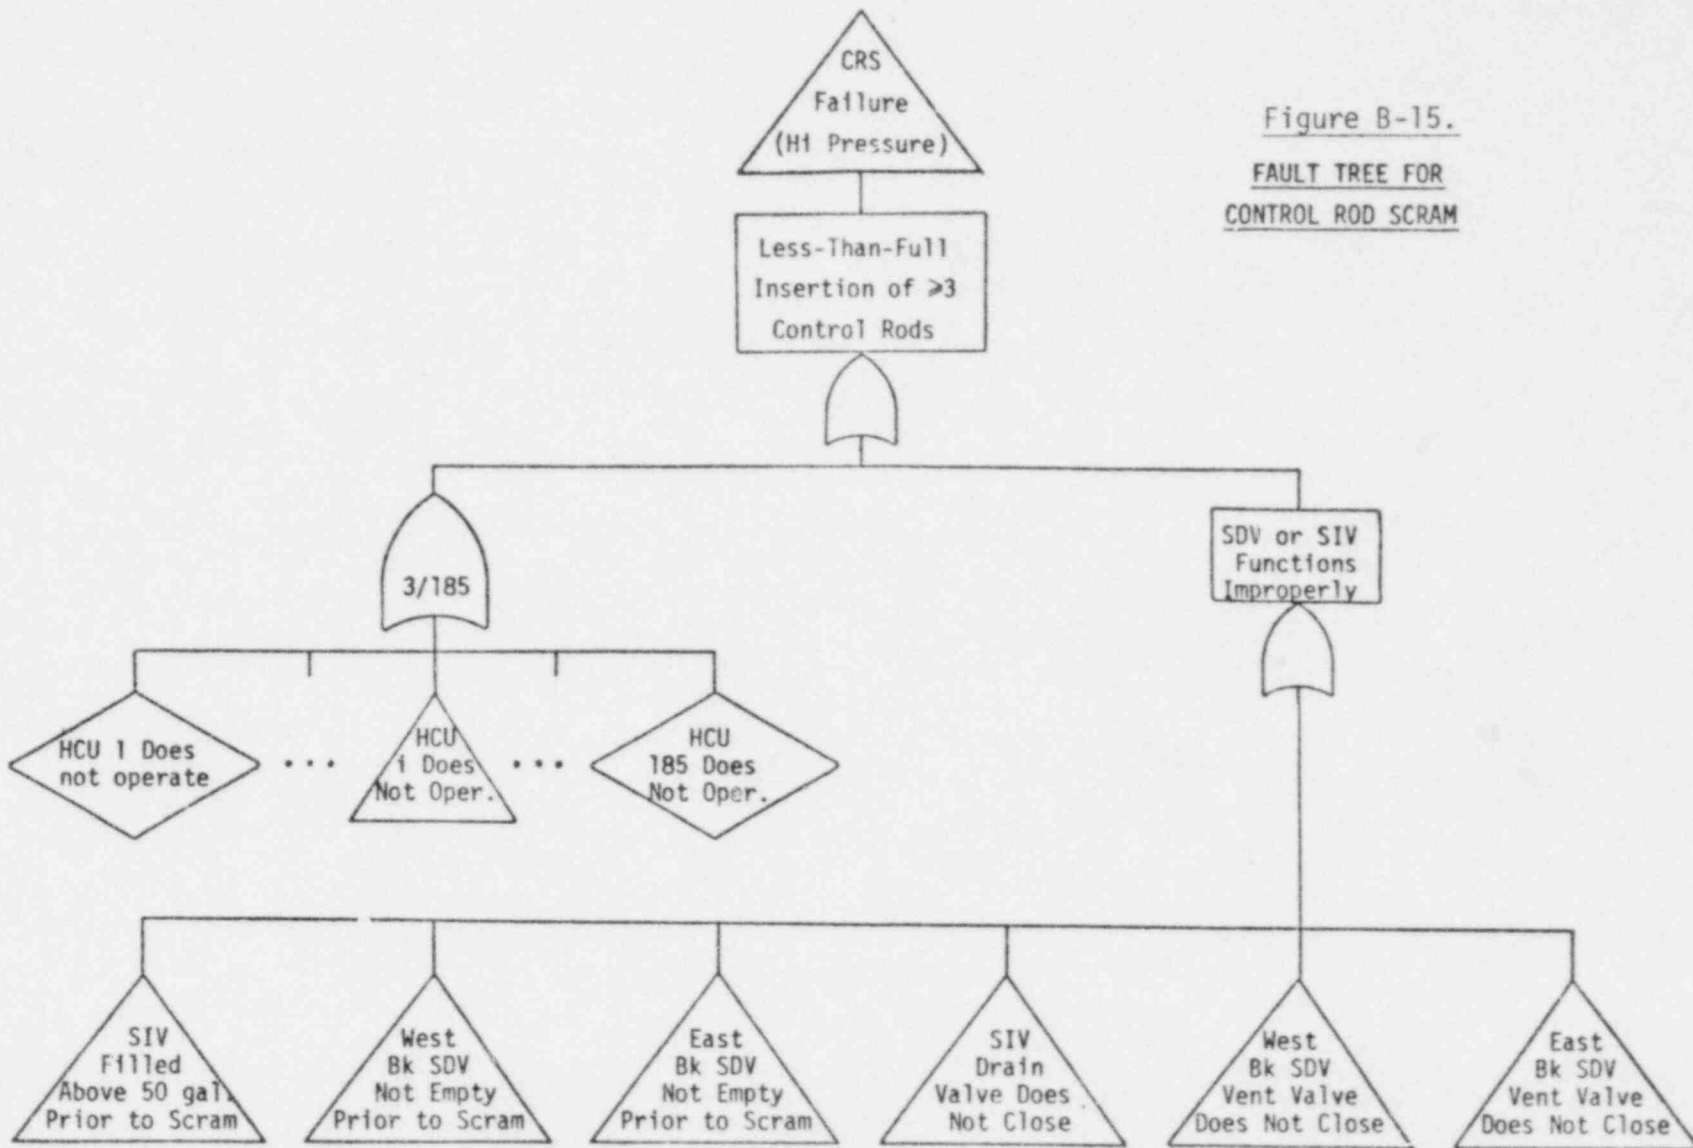 CRS
Failure
(Hi Pressure)
Figure B-15.
FAULT TREE FOR
CONTROL ROD SCRAM
Less-Than-Full
Insertion of ≥3
Control Rods
3/185
SDV or SIV
Functions
Improperly
HCU 1 Does
not operate
...
HCU
i Does
Not Oper.
...
HCU
185 Does
Not Oper.
SIV
Filled
Above 50 gal.
Prior to Scram
West
Bk SDV
Not Empty
Prior to Scram
East
Bk SDV
Not Empty
Prior to Scram
SIV
Drain
Valve Does
Not Close
West
Bk SDV
Vent Valve
Does Not Close
East
Bk SDV
Vent Valve
Does Not Close